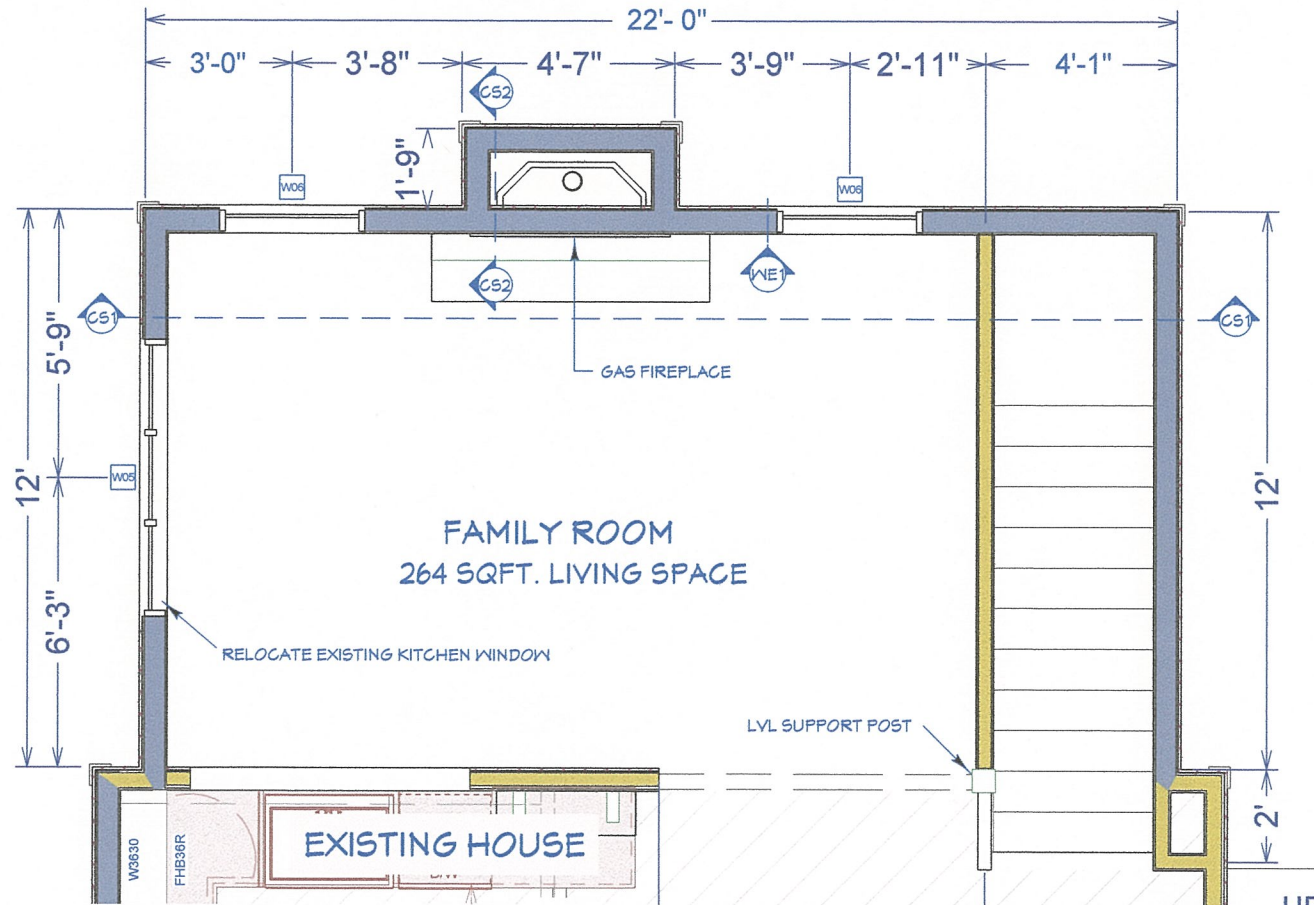 22'- 0"
3'-0"
3'-8"
4'-7"
3'-9"
2'-11"
4'-1"
CS2
1'-9"
W06
W06
CS2
WE1
CS1
CS1
5'-9"
GAS FIREPLACE
12'
W05
12'
FAMILY ROOM
264 SQFT. LIVING SPACE
6'-3"
RELOCATE EXISTING KITCHEN WINDOW
LVL SUPPORT POST
2'
EXISTING HOUSE
W3630
FHB36R